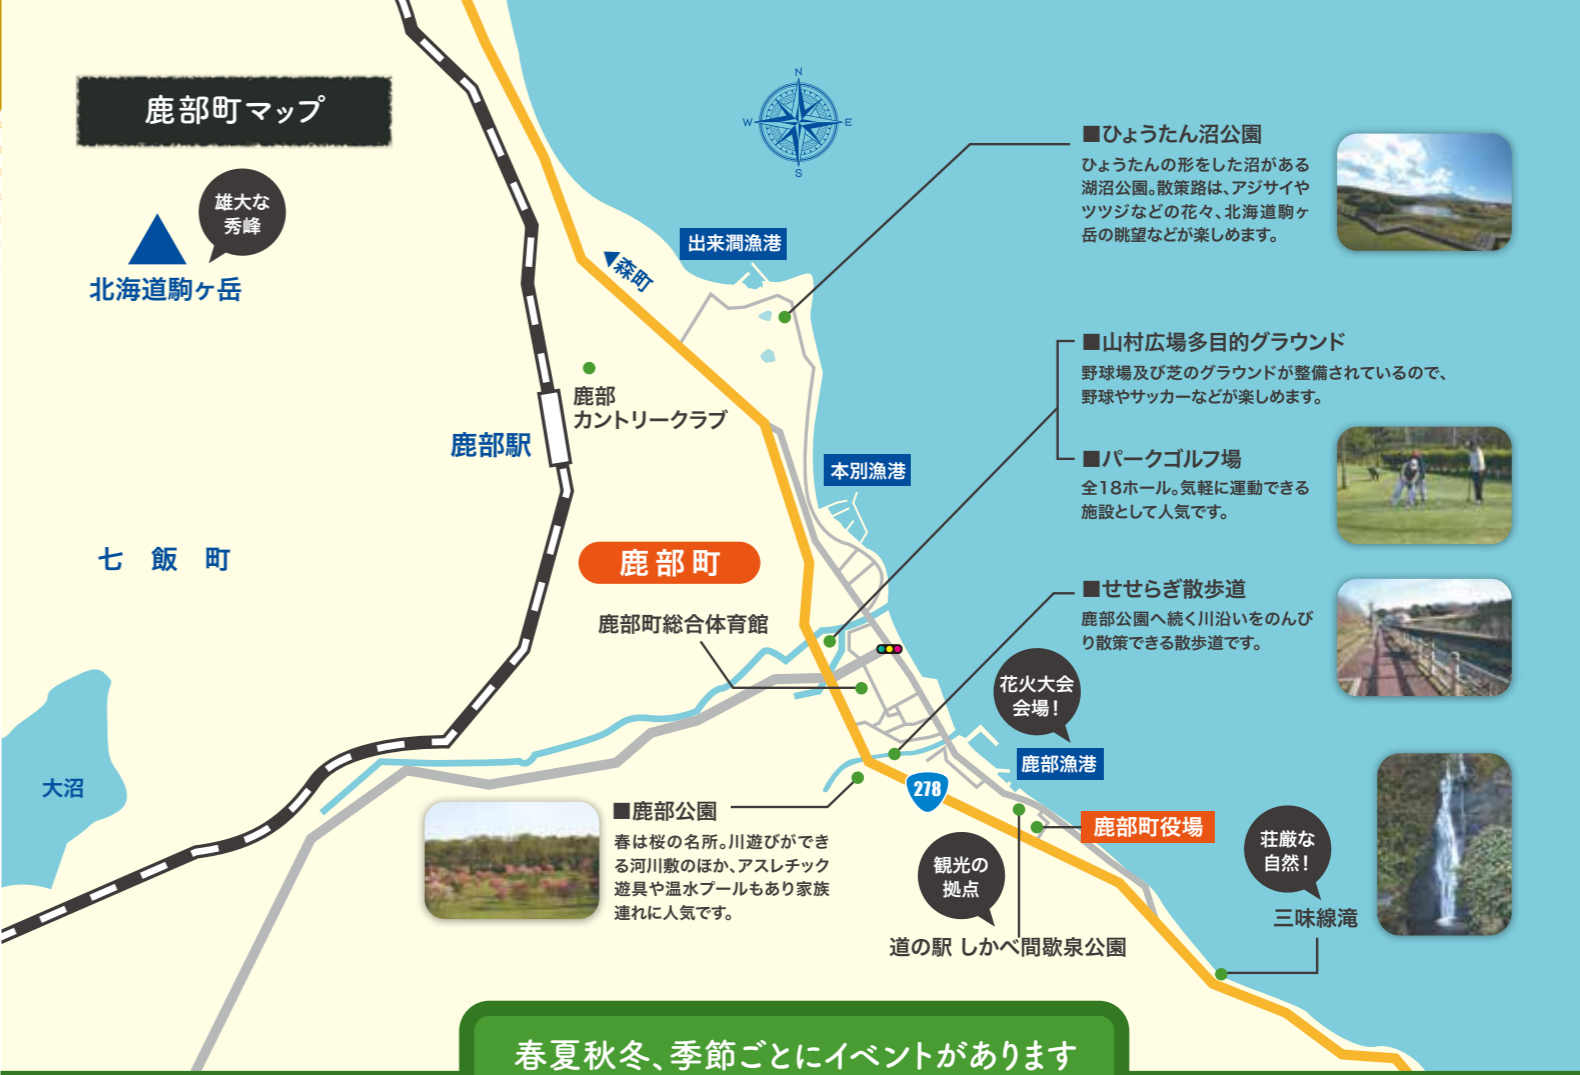 鹿部町マップ
雄大な
秀峰
北海道駒ヶ岳
N
W
E
S
■ひょうたん沼公園
ひょうたんの形をした沼がある
湖沼公園。散策路は、アジサイや
ツツジなどの花々、北海道駒ヶ
岳の眺望などが楽しめます。
出来澗漁港
森町
■山村広場多目的グラウンド
野球場及び芝のグラウンドが整備されているので、
野球やサッカーなどが楽しめます。
鹿部
カントリークラブ
鹿部駅
本別漁港
■パークゴルフ場
全18ホール。気軽に運動できる
施設として人気です。
七飯町
鹿部町
鹿部町総合体育館
■せせらぎ散歩道
鹿部公園へ続く川沿いをのんび
り散策できる散歩道です。
花火大会
会場!
鹿部漁港
大沼
278
■鹿部公園
春は桜の名所。川遊びができ
る河川敷のほか、アスレチック
遊具や温水プールもあり家族
連れに人気です。
鹿部町役場
観光の
拠点
道の駅 しかべ間歇泉公園
荘厳な
自然!
三味線滝
春夏秋冬、季節ごとにイベントがあります